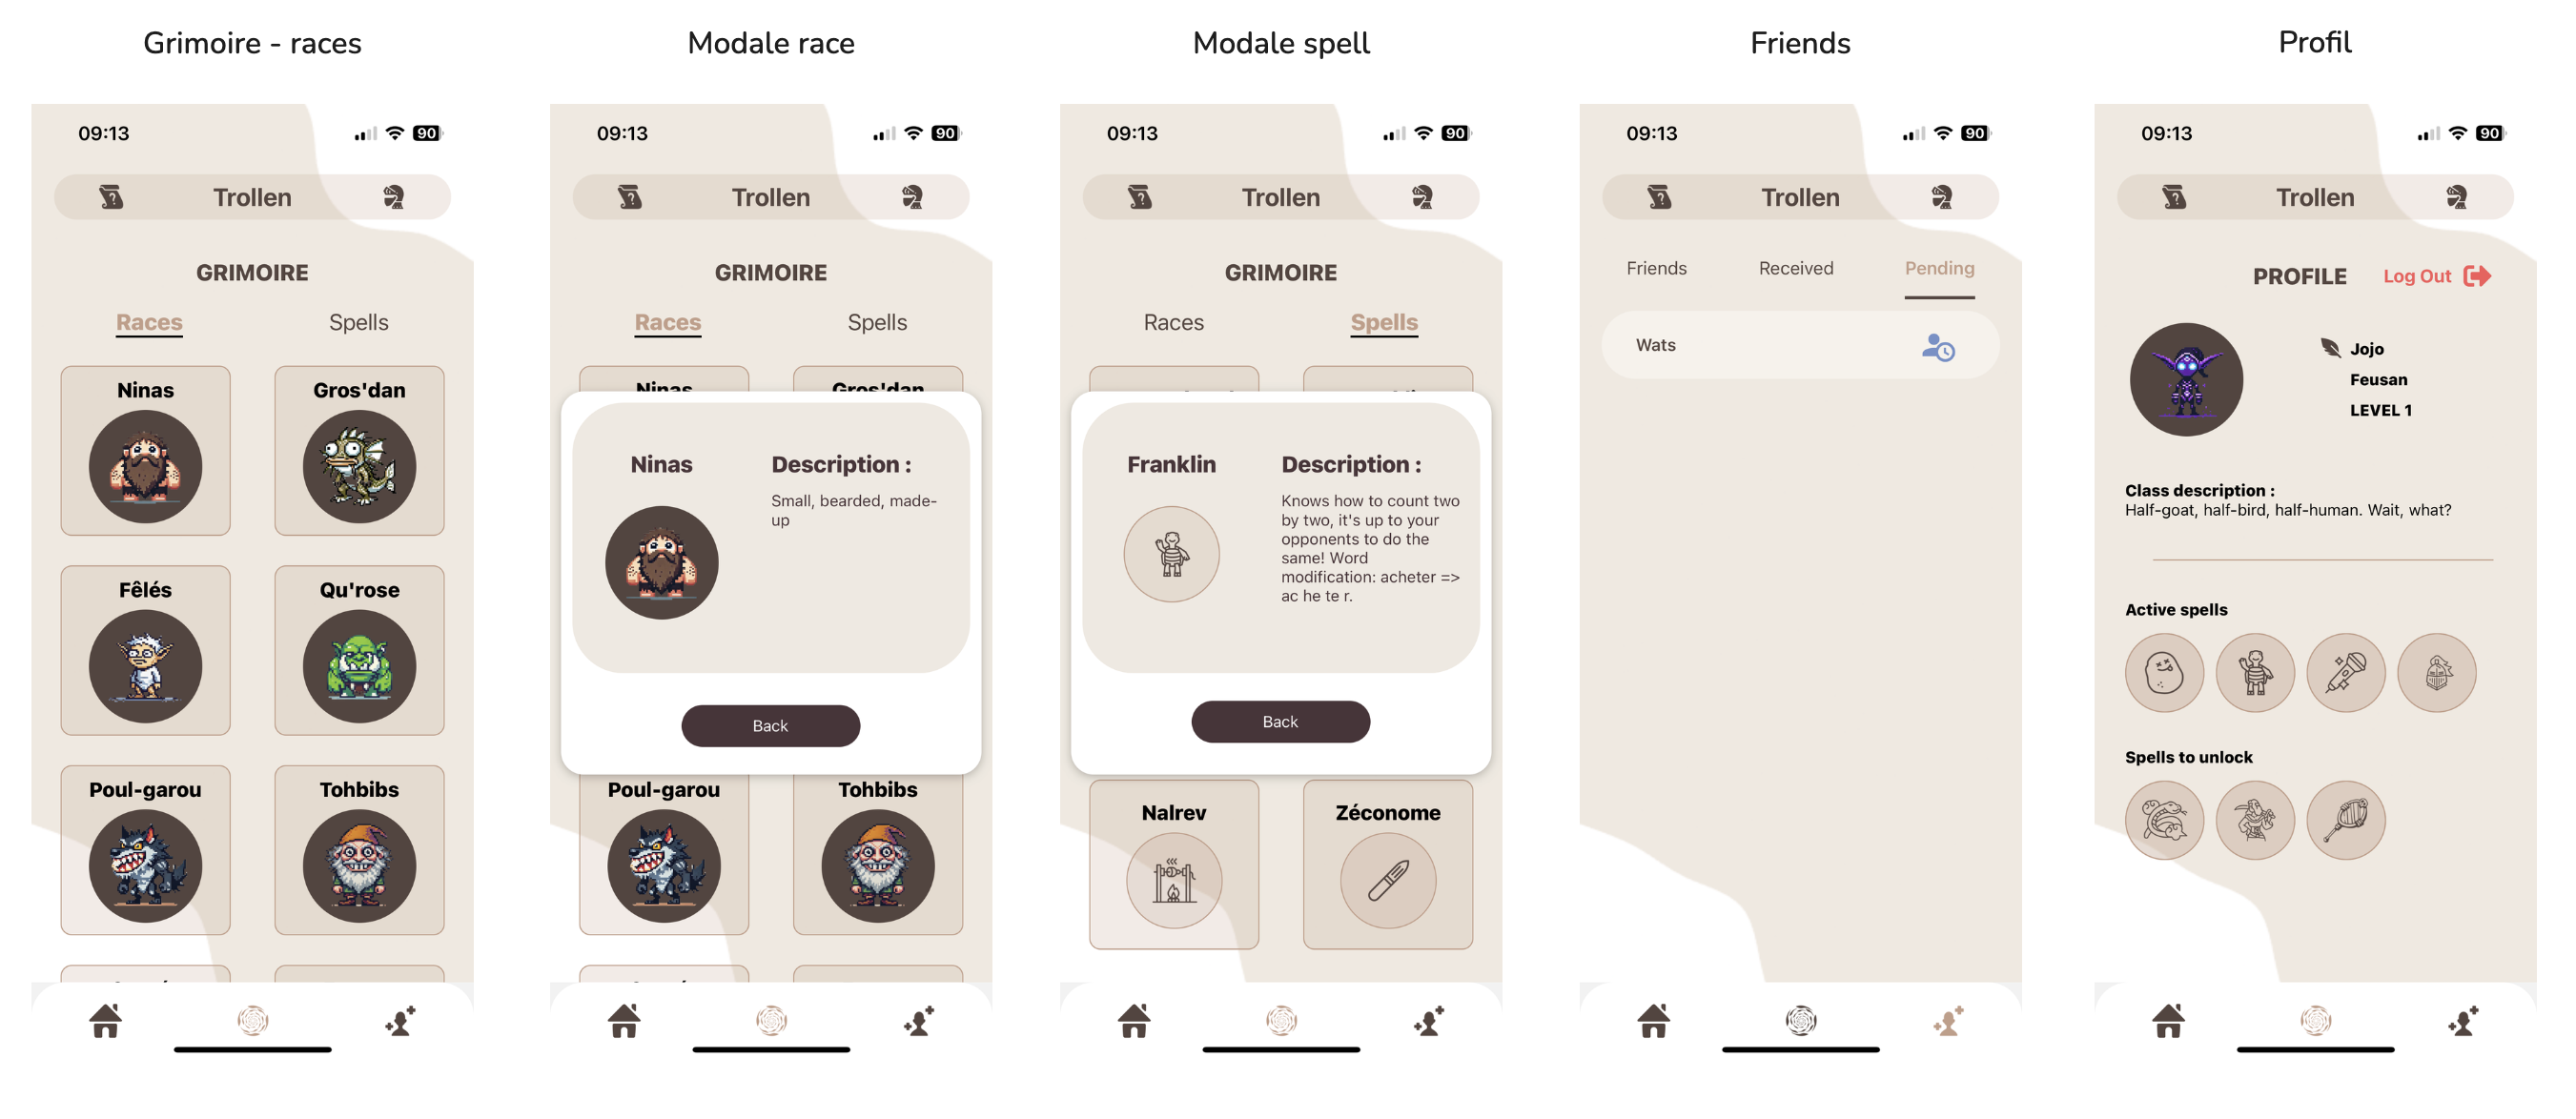 Grimoire - races
09:13
90
Trollen
GRIMOIRE
Races
Spells
Ninas
Gros'dan
Fêlés
Qu'rose
Poul-garou
Tohbibs
Modale race
09:13
90
Trollen
GRIMOIRE
Races
Spells
Ninas
Gros'dan
Ninas
Description :
Small, bearded, made-
up
Back
Poul-garou
Tohbibs
Modale spell
09:13
90
Trollen
GRIMOIRE
Races
Spells
Franklin
Description :
Knows how to count two
by two, it's up to your
opponents to do the
same! Word
modification: acheter =>
ac he te r.
Back
Nalrev
Zéconome
Friends
09:13
90
Trollen
Friends
Received
Pending
Wats
Profil
09:13
90
Trollen
PROFILE
Log Out
Jojo
Feusan
LEVEL 1
Class description :
Half-goat, half-bird, half-human. Wait, what?
Active spells
Spells to unlock